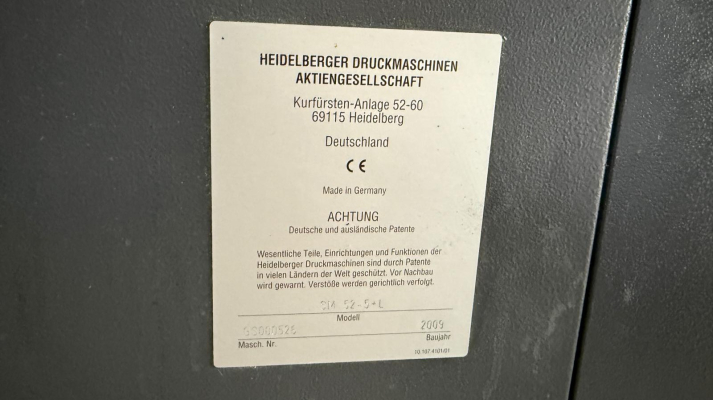 HEIDELBERGER DRUCKMASCHINEN
AKTIENGESELLSCHAFT
Kurfürsten-Anlage 52-60
69115 Heidelberg
Deutschland
CE
Made in Germany
ACHTUNG
Deutsche und ausländische Patente
Wesentliche Teile, Einrichtungen und Funktionen der
Heidelberger Druckmaschinen sind durch Patente
in vielen Ländern der Welt geschützt. Vor Nachbau
wird gewarnt. Verstöße werden gerichtlich verfolgt.
52-5+L
Modell
2009
Masch. Nr.
Baujahr